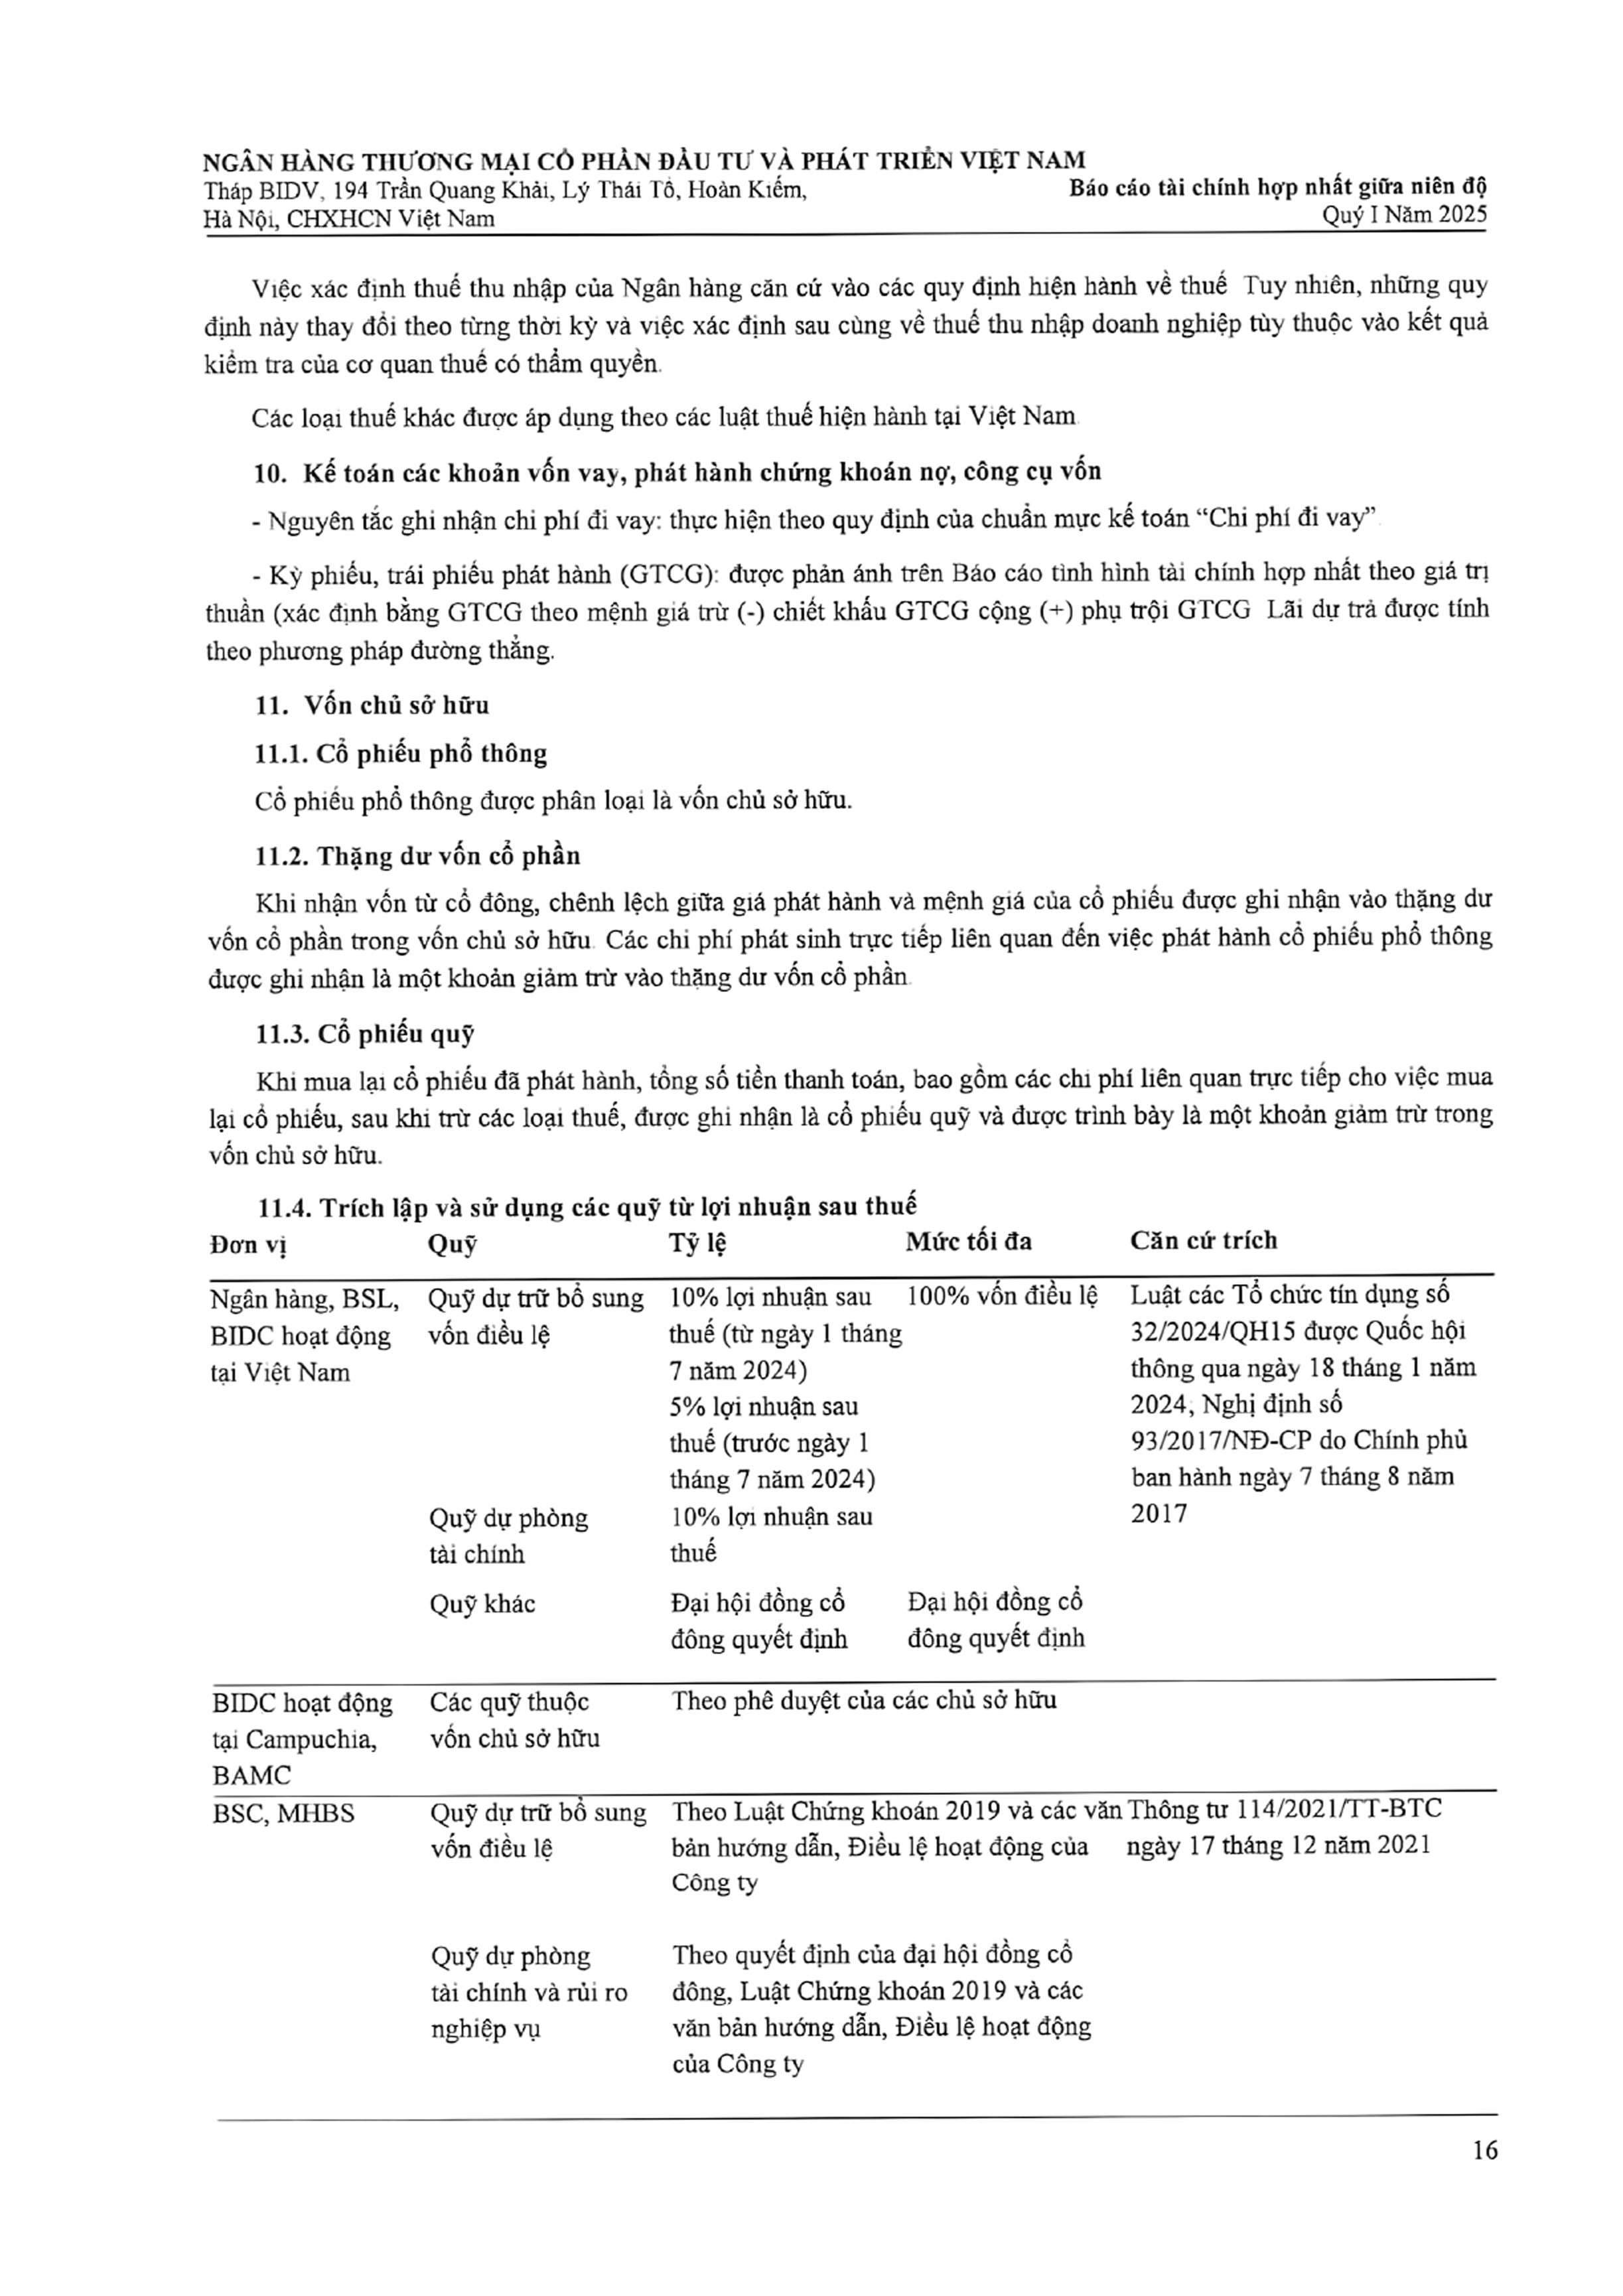 NGÂN HÀNG THƯƠNG MẠI CỔ PHẦN ĐẦU TƯ VÀ PHÁT TRIỂN VIỆT NAM
Tháp BIDV, 194 Trần Quang Khải, Lý Thái Tổ, Hoàn Kiếm,
Báo cáo tài chính hợp nhất giữa niên độ
Hà Nội, CHXHCN Việt Nam
Quý I Năm 2025
Việc xác định thuế thu nhập của Ngân hàng căn cứ vào các quy định hiện hành về thuế Tuy nhiên, những quy
định này thay đổi theo từng thời kỳ và việc xác định sau cùng về thuế thu nhập doanh nghiệp tùy thuộc vào kết quả
kiểm tra của cơ quan thuế có thẩm quyền.
Các loại thuế khác được áp dụng theo các luật thuế hiện hành tại Việt Nam.
10. Kế toán các khoản vốn vay, phát hành chứng khoán nợ, công cụ vốn
- Nguyên tắc ghi nhận chi phí đi vay: thực hiện theo quy định của chuẩn mực kế toán “Chi phí đi vay”.
- Kỳ phiếu, trái phiếu phát hành (GTCG): được phản ánh trên Báo cáo tình hình tài chính hợp nhất theo giá trị
thuần (xác định bằng GTCG theo mệnh giá trừ (-) chiết khấu GTCG cộng (+) phụ trội GTCG Lãi dự trả được tính
theo phương pháp đường thẳng.
11. Vốn chủ sở hữu
11.1. Cổ phiếu phổ thông
Cổ phiếu phổ thông được phân loại là vốn chủ sở hữu.
11.2. Thặng dư vốn cổ phần
Khi nhận vốn từ cổ đông, chênh lệch giữa giá phát hành và mệnh giá của cổ phiếu được ghi nhận vào thặng dư
vốn cổ phần trong vốn chủ sở hữu. Các chi phí phát sinh trực tiếp liên quan đến việc phát hành cổ phiếu phổ thông
được ghi nhận là một khoản giảm trừ vào thặng dư vốn cổ phần.
11.3. Cổ phiếu quỹ
Khi mua lại cổ phiếu đã phát hành, tổng số tiền thanh toán, bao gồm các chi phí liên quan trực tiếp cho việc mua
lại cổ phiếu, sau khi trừ các loại thuế, được ghi nhận là cổ phiếu quỹ và được trình bày là một khoản giảm trừ trong
vốn chủ sở hữu.
11.4. Trích lập và sử dụng các quỹ từ lợi nhuận sau thuế
Đơn vị Quỹ Tỷ lệ Mức tối đa Căn cứ trích
Ngân hàng, BSL, Quỹ dự trữ bổ sung 10% lợi nhuận sau 100% vốn điều lệ Luật các Tổ chức tín dụng số
BIDC hoạt động vốn điều lệ thuế (từ ngày 1 tháng 32/2024/QH15 được Quốc hội
tại Việt Nam 7 năm 2024) thông qua ngày 18 tháng 1 năm
5% lợi nhuận sau 2024; Nghị định số
thuế (trước ngày 1 93/2017/NĐ-CP do Chính phủ
tháng 7 năm 2024) ban hành ngày 7 tháng 8 năm
Quỹ dự phòng 10% lợi nhuận sau 2017
tài chính thuế
Quỹ khác Đại hội đồng cổ Đại hội đồng cổ
đông quyết định đông quyết định
BIDC hoạt động Các quỹ thuộc Theo phê duyệt của các chủ sở hữu
tại Campuchia, vốn chủ sở hữu
BAMC
BSC, MHBS Quỹ dự trữ bổ sung Theo Luật Chứng khoán 2019 và các văn Thông tư 114/2021/TT-BTC
vốn điều lệ bản hướng dẫn, Điều lệ hoạt động của ngày 17 tháng 12 năm 2021
Công ty
Quỹ dự phòng Theo quyết định của đại hội đồng cổ
tài chính và rủi ro đông, Luật Chứng khoán 2019 và các
nghiệp vụ văn bản hướng dẫn, Điều lệ hoạt động
của Công ty
16